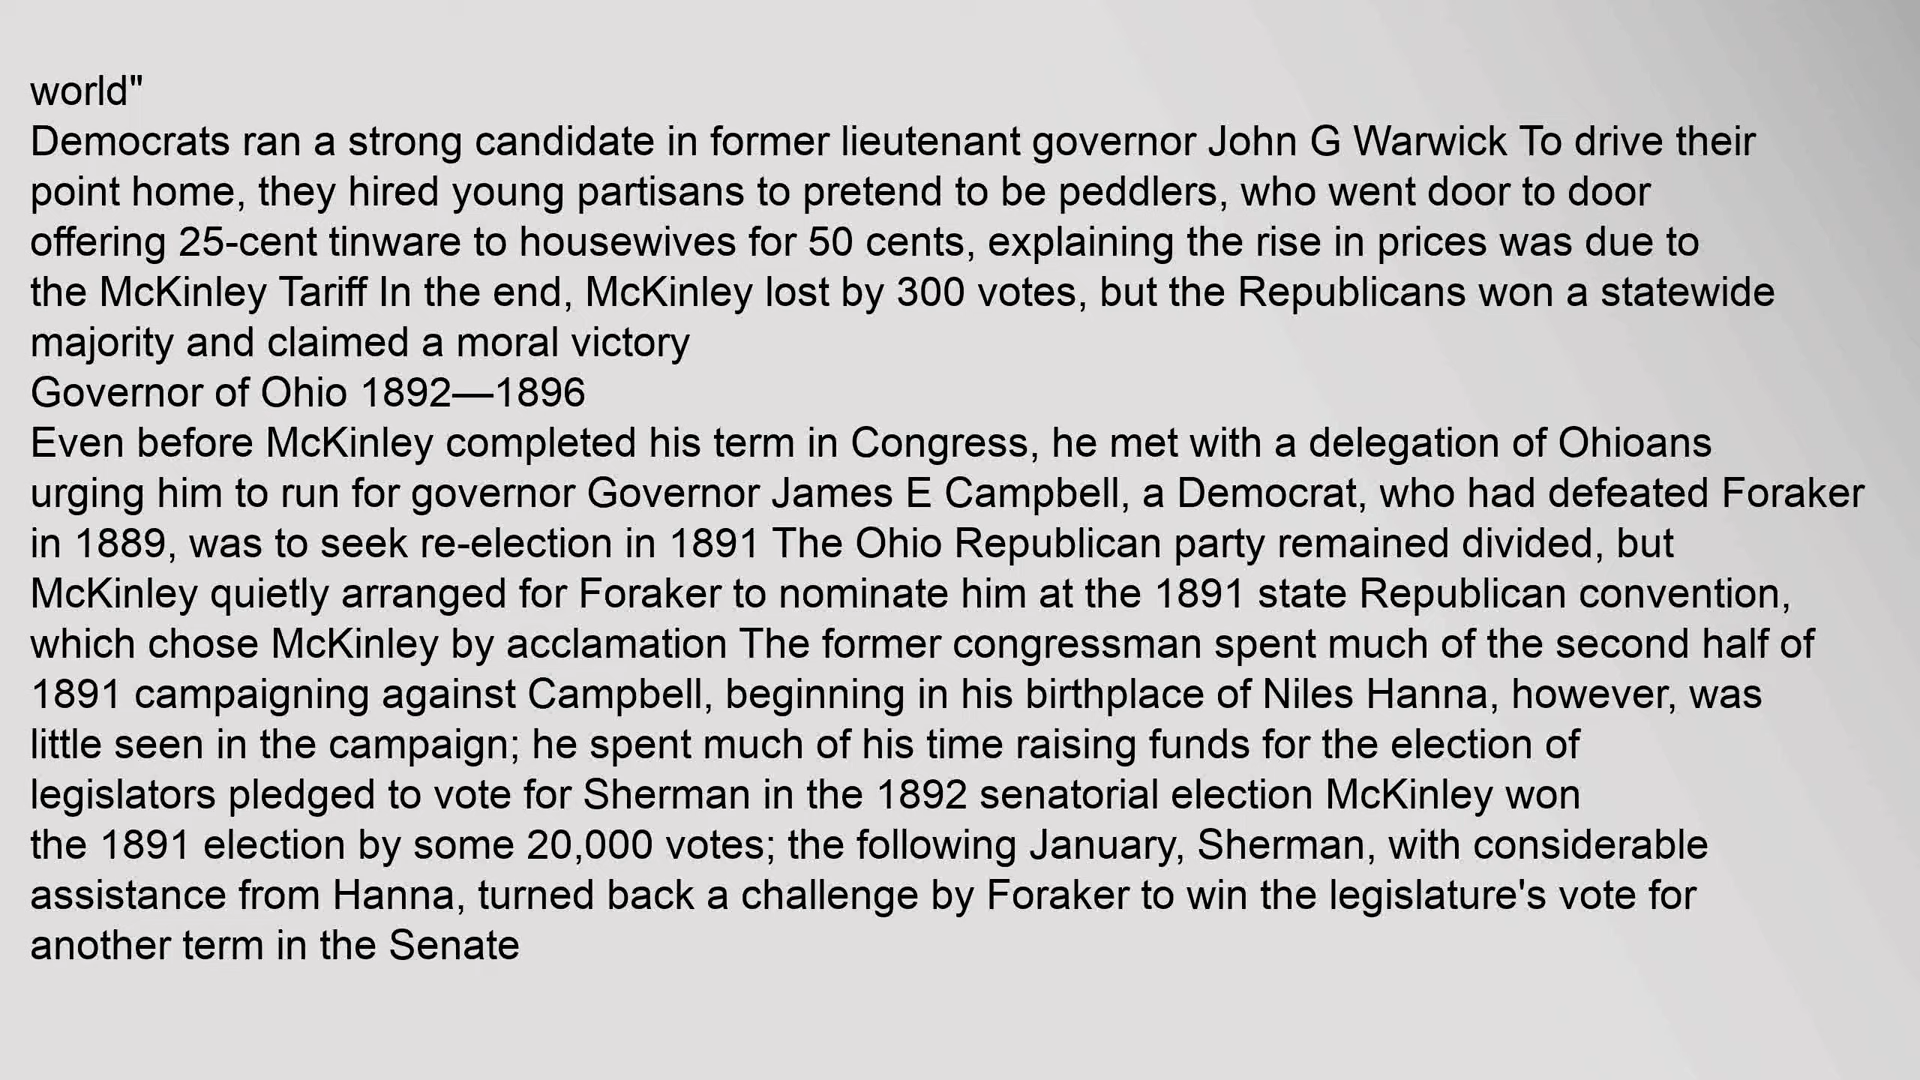 world"
Democrats ran a strong candidate in former lieutenant governor John G Warwick To drive their
point home, they hired young partisans to pretend to be peddlers, who went door to door
offering 25-cent tinware to housewives for 50 cents, explaining the rise in prices was due to
the McKinley Tariff In the end, McKinley lost by 300 votes, but the Republicans won a statewide
majority and claimed a moral victory
Governor of Ohio 1892—1896
Even before McKinley completed his term in Congress, he met with a delegation of Ohioans
urging him to run for governor Governor James E Campbell, a Democrat, who had defeated Foraker
in 1889, was to seek re-election in 1891 The Ohio Republican party remained divided, but
McKinley quietly arranged for Foraker to nominate him at the 1891 state Republican convention,
which chose McKinley by acclamation The former congressman spent much of the second half of
1891 campaigning against Campbell, beginning in his birthplace of Niles Hanna, however, was
little seen in the campaign; he spent much of his time raising funds for the election of
legislators pledged to vote for Sherman in the 1892 senatorial election McKinley won
the 1891 election by some 20,000 votes; the following January, Sherman, with considerable
assistance from Hanna, turned back a challenge by Foraker to win the legislature's vote for
another term in the Senate